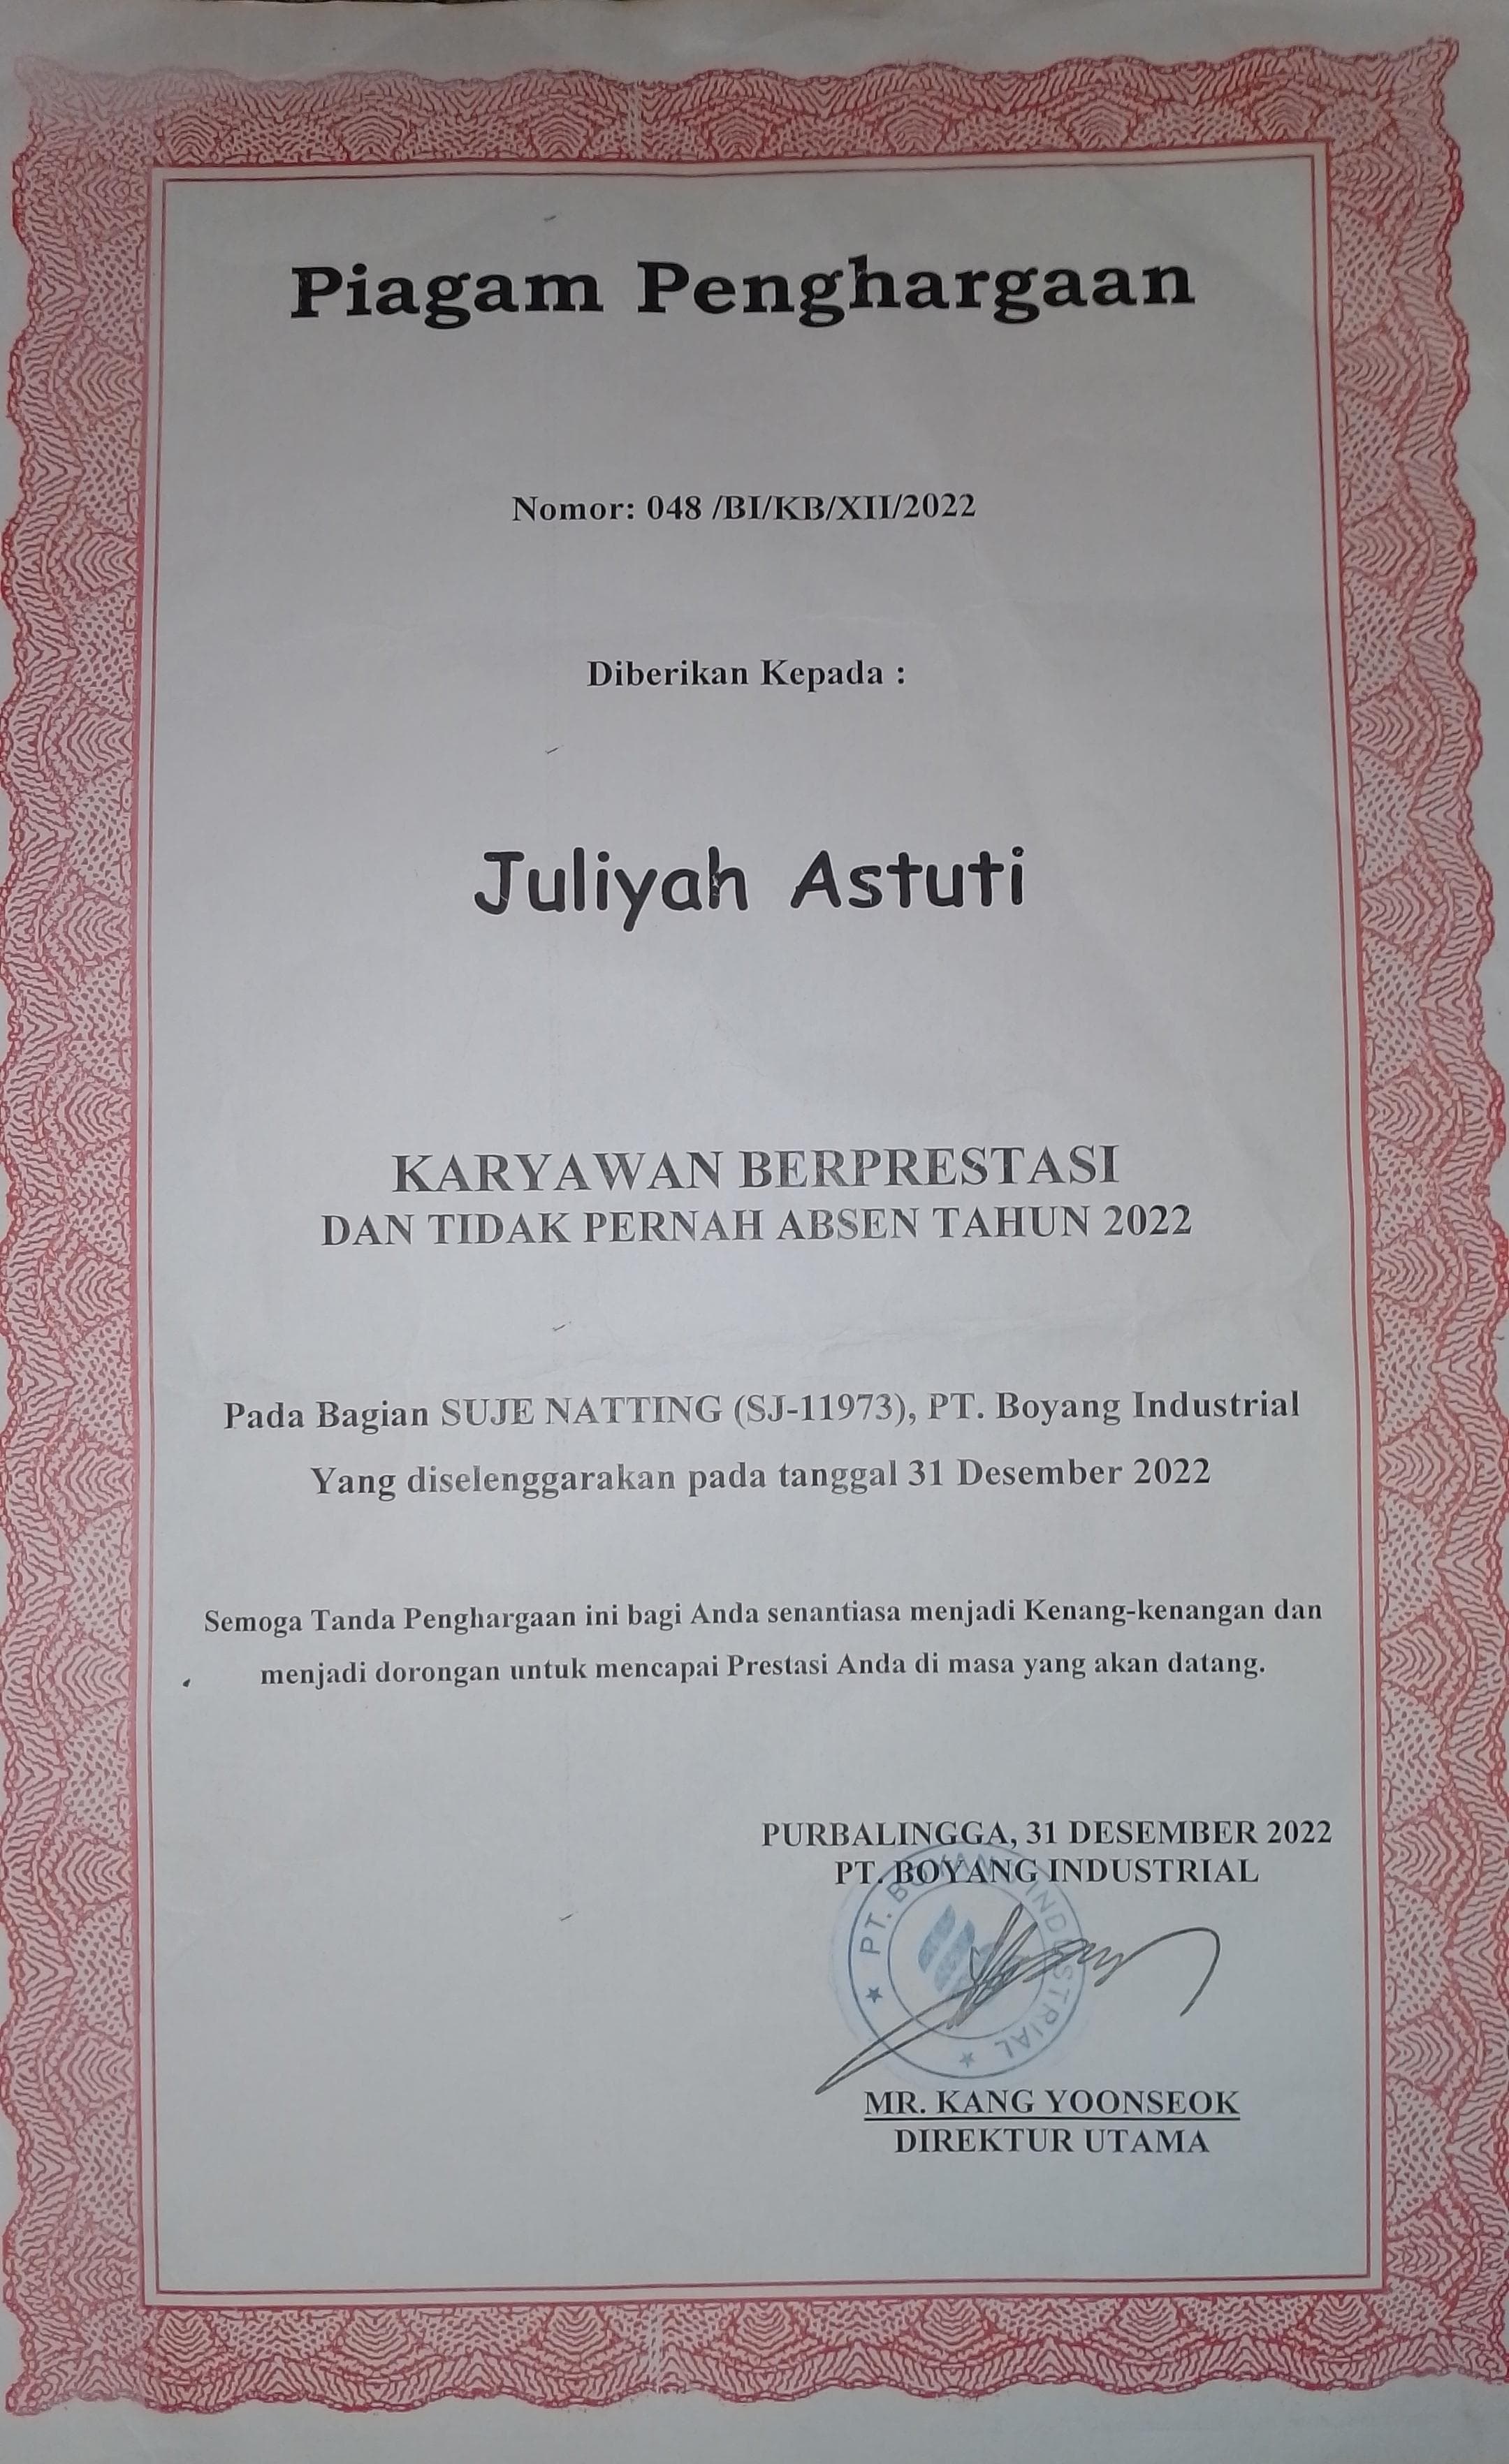 Piagam Penghargaan
Nomor: 048 /BI/KB/XII/2022
Diberikan Kepada :
Juliyah Astuti
KARYAWAN BERPRESTASI
DAN TIDAK PERNAH ABSEN TAHUN 2022
Pada Bagian SUJE NATTING (SJ-11973), PT. Boyang Industrial
Yang diselenggarakan pada tanggal 31 Desember 2022
Semoga Tanda Penghargaan ini bagi Anda senantiasa menjadi Kenang-kenangan dan
menjadi dorongan untuk mencapai Prestasi Anda di masa yang akan datang.
PURBALINGGA, 31 DESEMBER 2022
PT. BOYANG INDUSTRIAL
PT. BOYANG INDUSTRIAL
MR. KANG YOONSEOK
DIREKTUR UTAMA